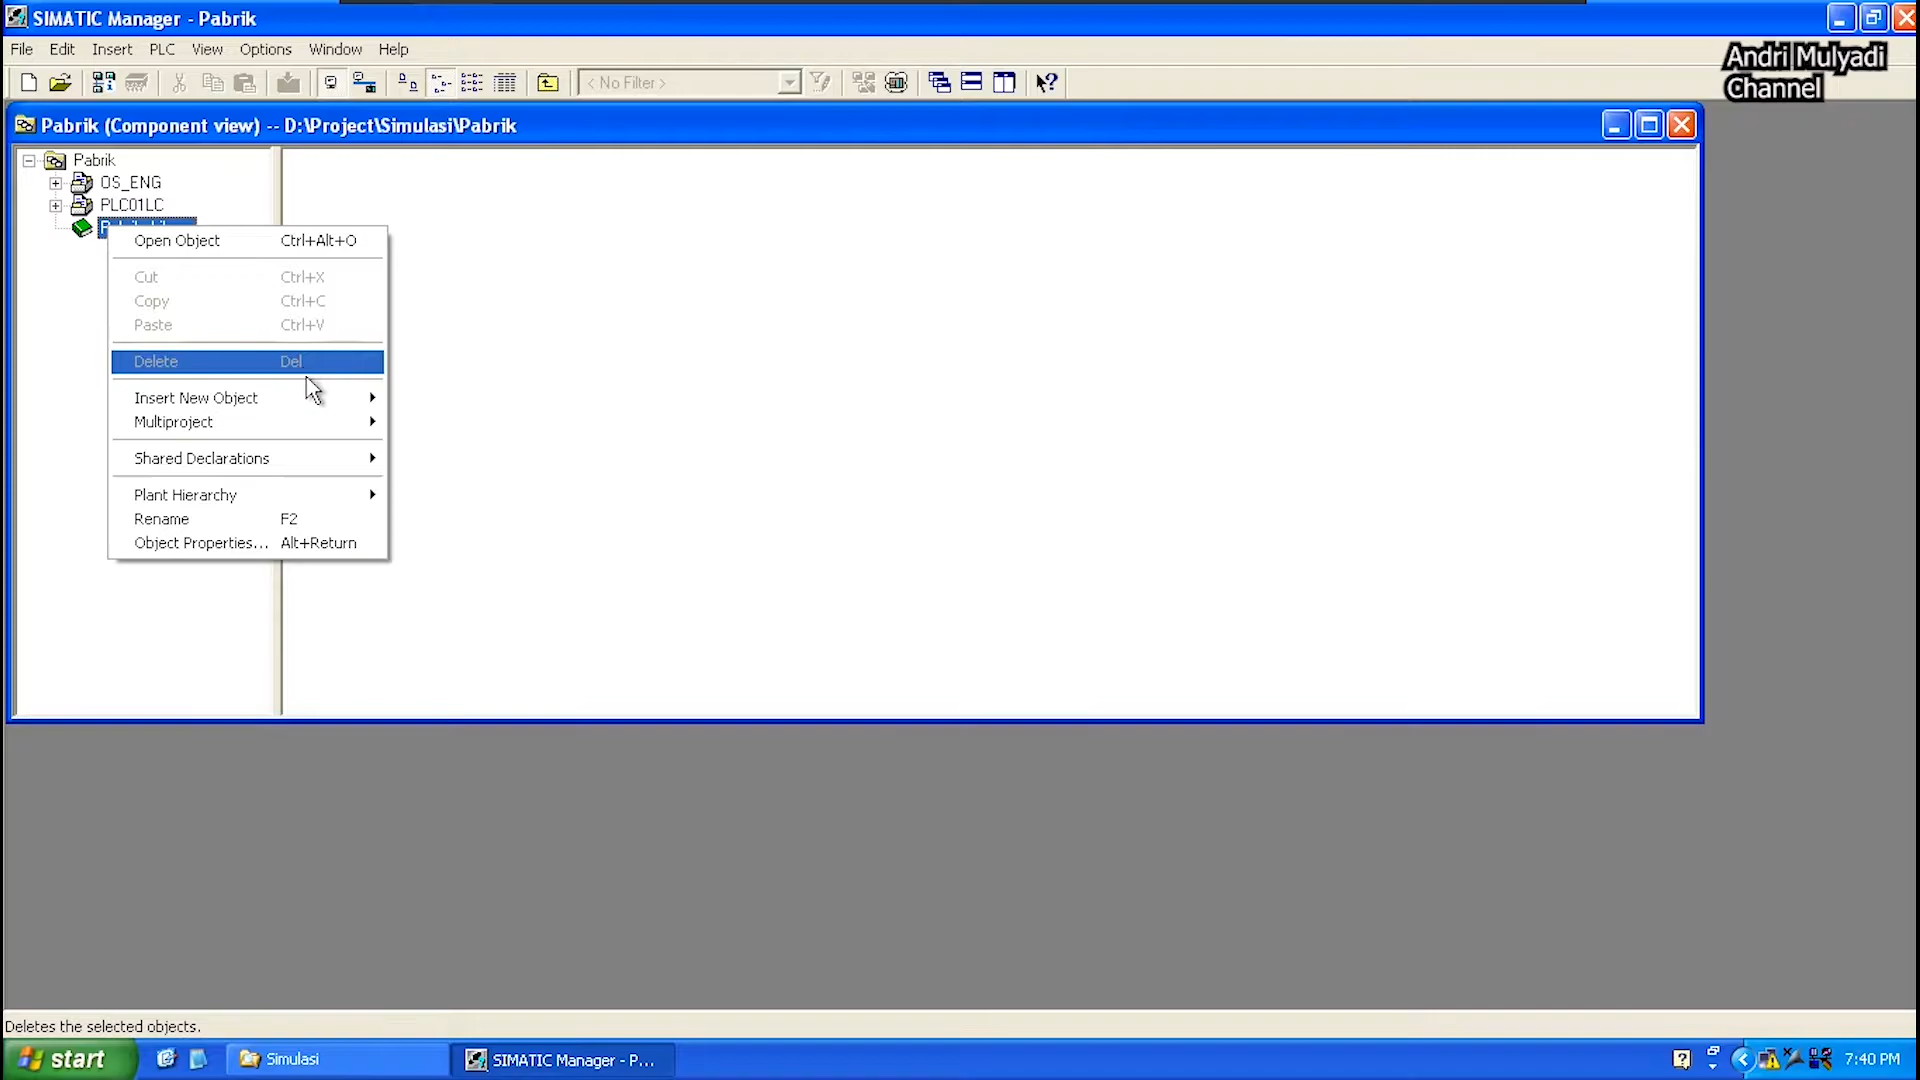 SIMATIC Manager - Pabrik
File Edit Insert PLC View Options Window Help
Andri Mulyadi
Channel
< No Filter >
Pabrik (Component view) -- D:\Project\Simulasi\Pabrik
Pabrik
OS_ENG
PLC01LC
Open Object Ctrl+Alt+O
Cut Ctrl+X
Copy Ctrl+C
Paste Ctrl+V
Delete Del
Insert New Object
Multiproject
Shared Declarations
Plant Hierarchy
Rename F2
Object Properties... Alt+Return
Deletes the selected objects.
start Simulasi SIMATIC Manager - P... 7:40 PM